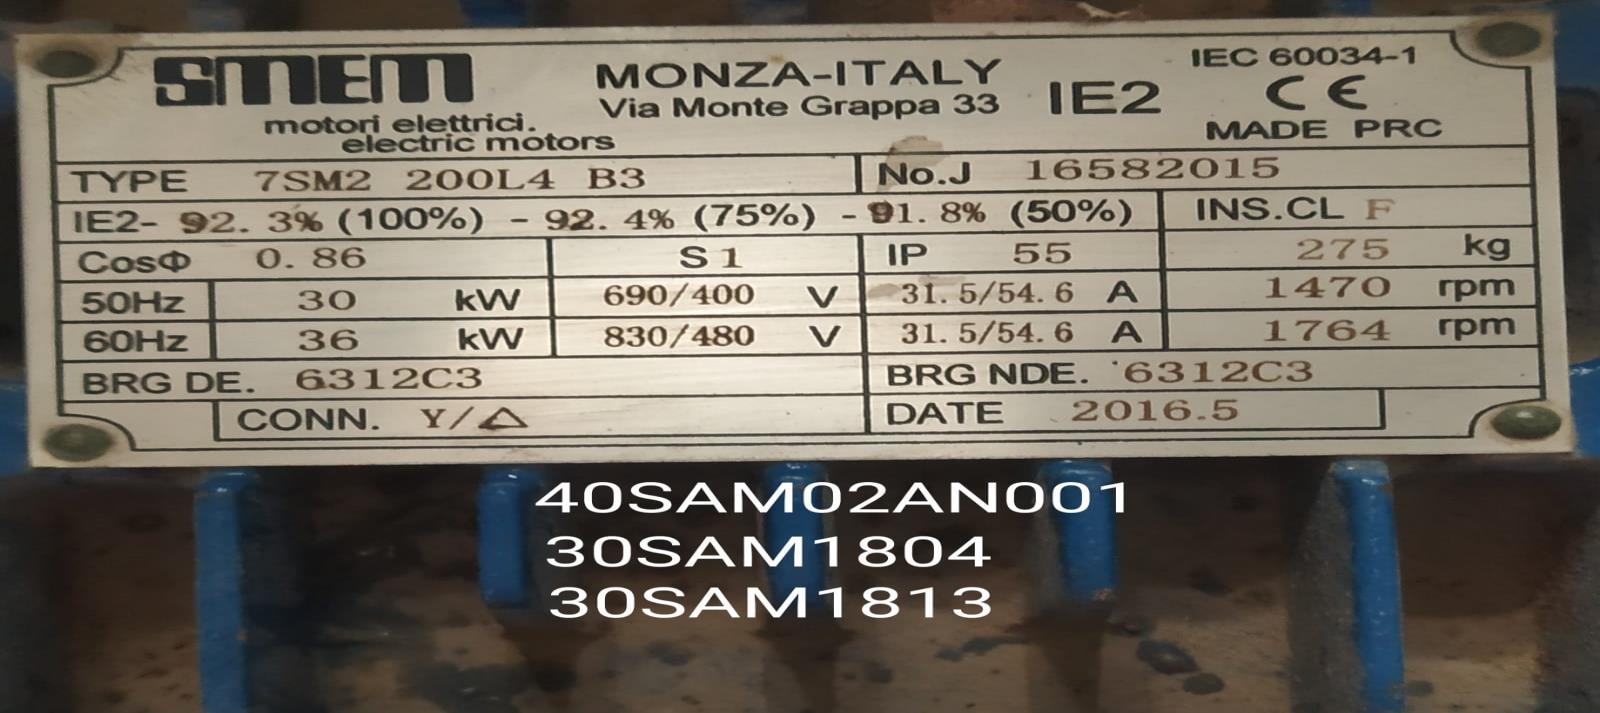 SMEM
motori elettrici.
electric motors
MONZA-ITALY
Via Monte Grappa 33
IE2
IEC 60034-1
CE
MADE PRC
TYPE 7SM2 200L4 B3 No.J 16582015
IE2- 92.3% (100%) - 92.4% (75%) - 91.8% (50%) INS.CL F
CosΦ 0.86 S1 IP 55 275 kg
50Hz 30 kW 690/400 V 31.5/54.6 A 1470 rpm
60Hz 36 kW 830/480 V 31.5/54.6 A 1764 rpm
BRG DE. 6312C3 BRG NDE. 6312C3
CONN. Y/△ DATE 2016.5
40SAM02AN001
30SAM1804
30SAM1813